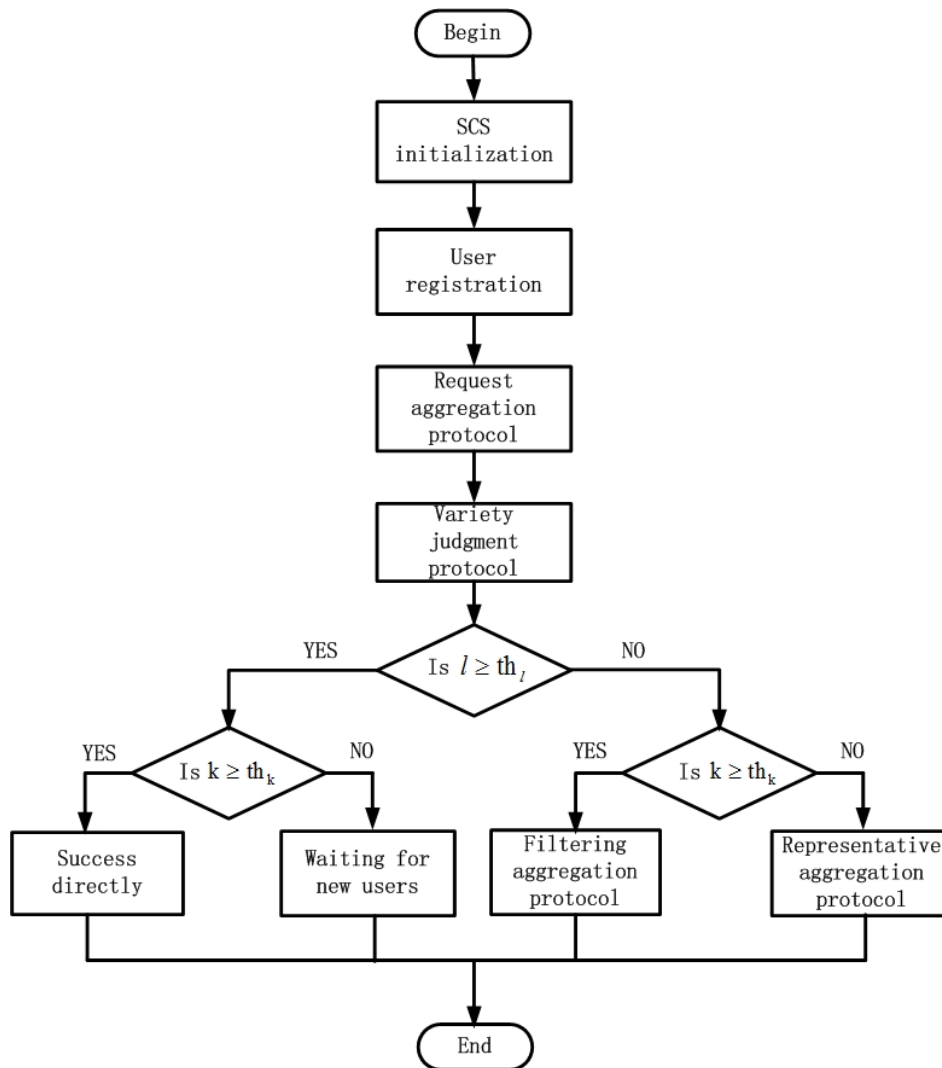 Begin
SCS
initialization
User
registration
Request
aggregation
protocol
Variety
judgment
protocol
YES
Is l ≥ th_l
NO
YES
Is k ≥ th_k
NO
YES
Is k ≥ th_k
NO
Success
directly
Waiting for
new users
Filtering
aggregation
protocol
Representative
aggregation
protocol
End